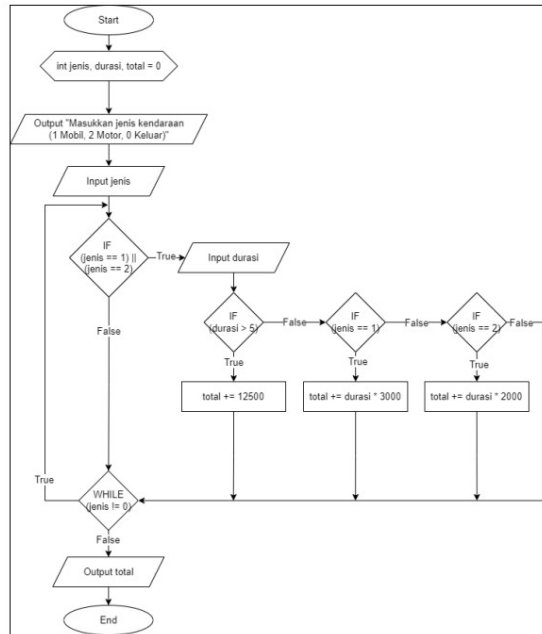 Start
int jenis, durasi, total = 0
Output "Masukkan jenis kendaraan
(1 Mobil, 2 Motor, 0 Keluar)"
Input jenis
IF
(jenis == 1) ||
(jenis == 2)
True
Input durasi
False
IF
(durasi > 5)
False
IF
(jenis == 1)
False
IF
(jenis == 2)
False
True
True
True
total += 12500
total += durasi * 3000
total += durasi * 2000
True
WHILE
(jenis != 0)
False
Output total
End